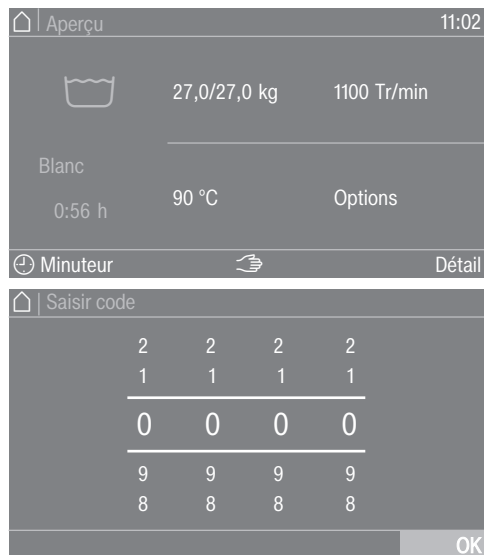 Aperçu 11:02
27,0/27,0 kg 1100 Tr/min
Blanc
90 °C Options
0:56 h
Minuteur Détail
Saisir code
2 2 2 2
1 1 1 1
0 0 0 0
9 9 9 9
8 8 8 8
OK